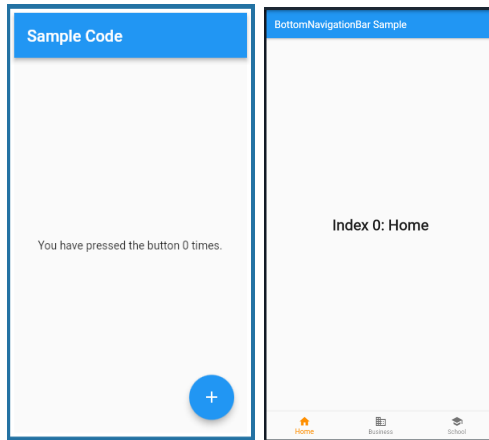 Sample Code
You have pressed the button 0 times.
+
BottomNavigationBar Sample
Index 0: Home
Home
Business
School